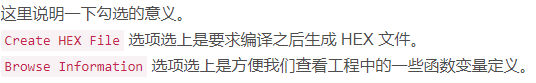 这里说明一下勾选的意义。
Create HEX File 选项选上是要求编译之后生成 HEX 文件。
Browse Information 选项选上是方便我们查看工程中的一些函数变量定义。